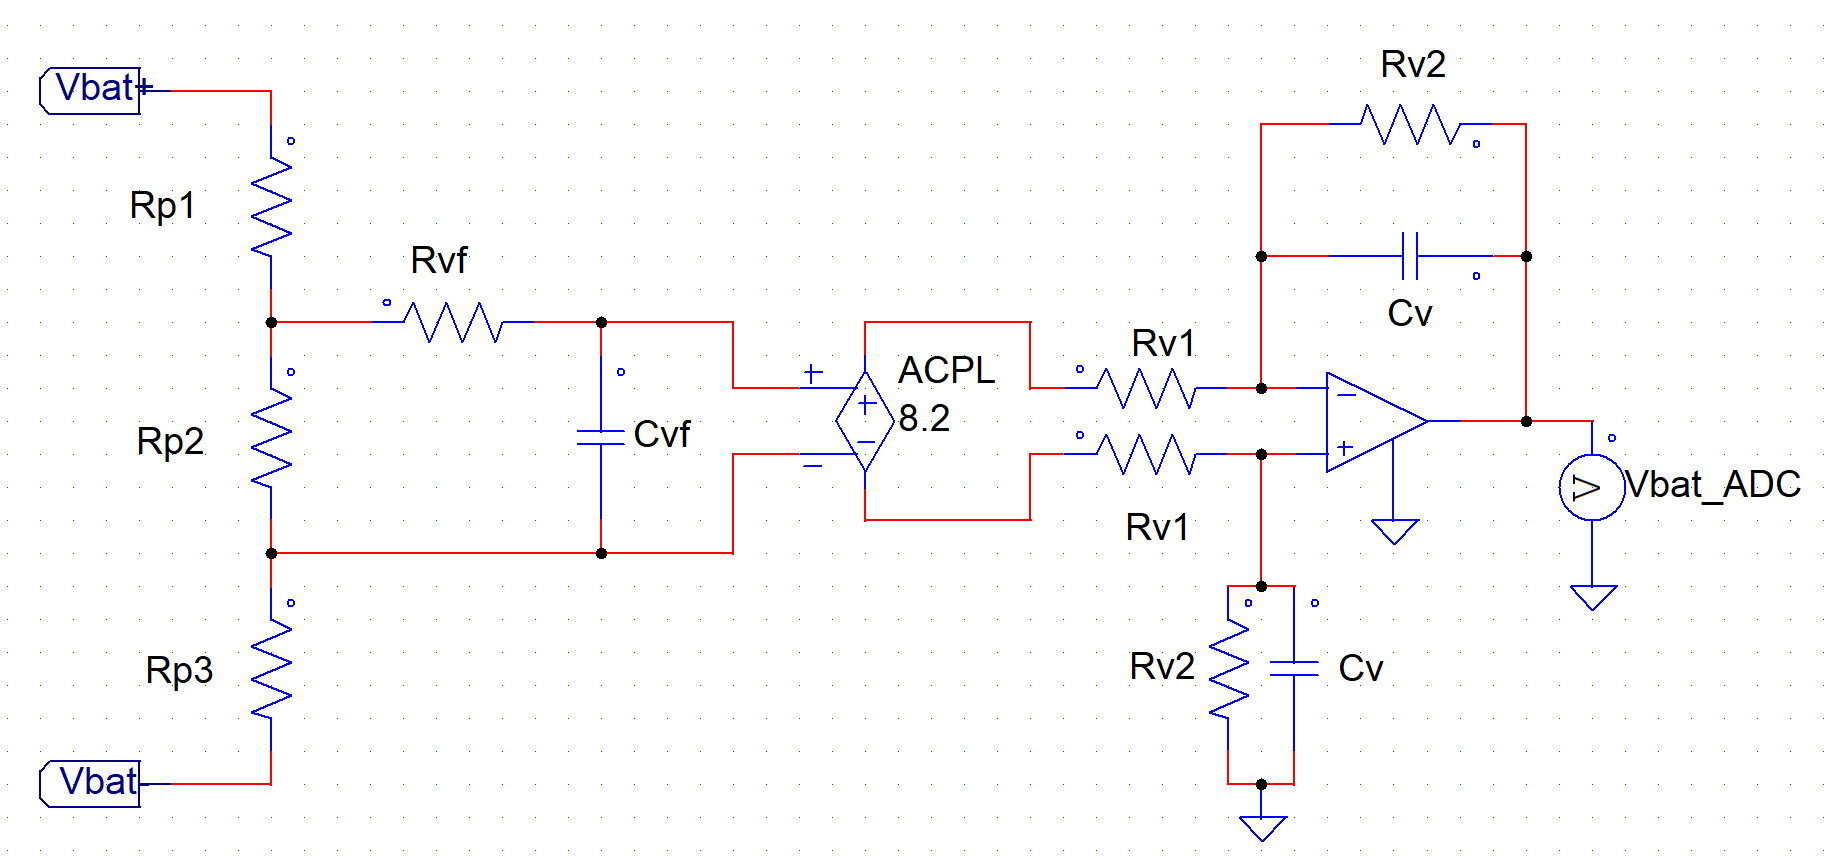 Rv2
Vbat+
Rp1
Rvf
Cv
Rv1
ACPL
8.2
+
+
-
-
Rp2
Cvf
-
+
V
Vbat_ADC
Rv1
Rp3
Rv2
Cv
Vbat-